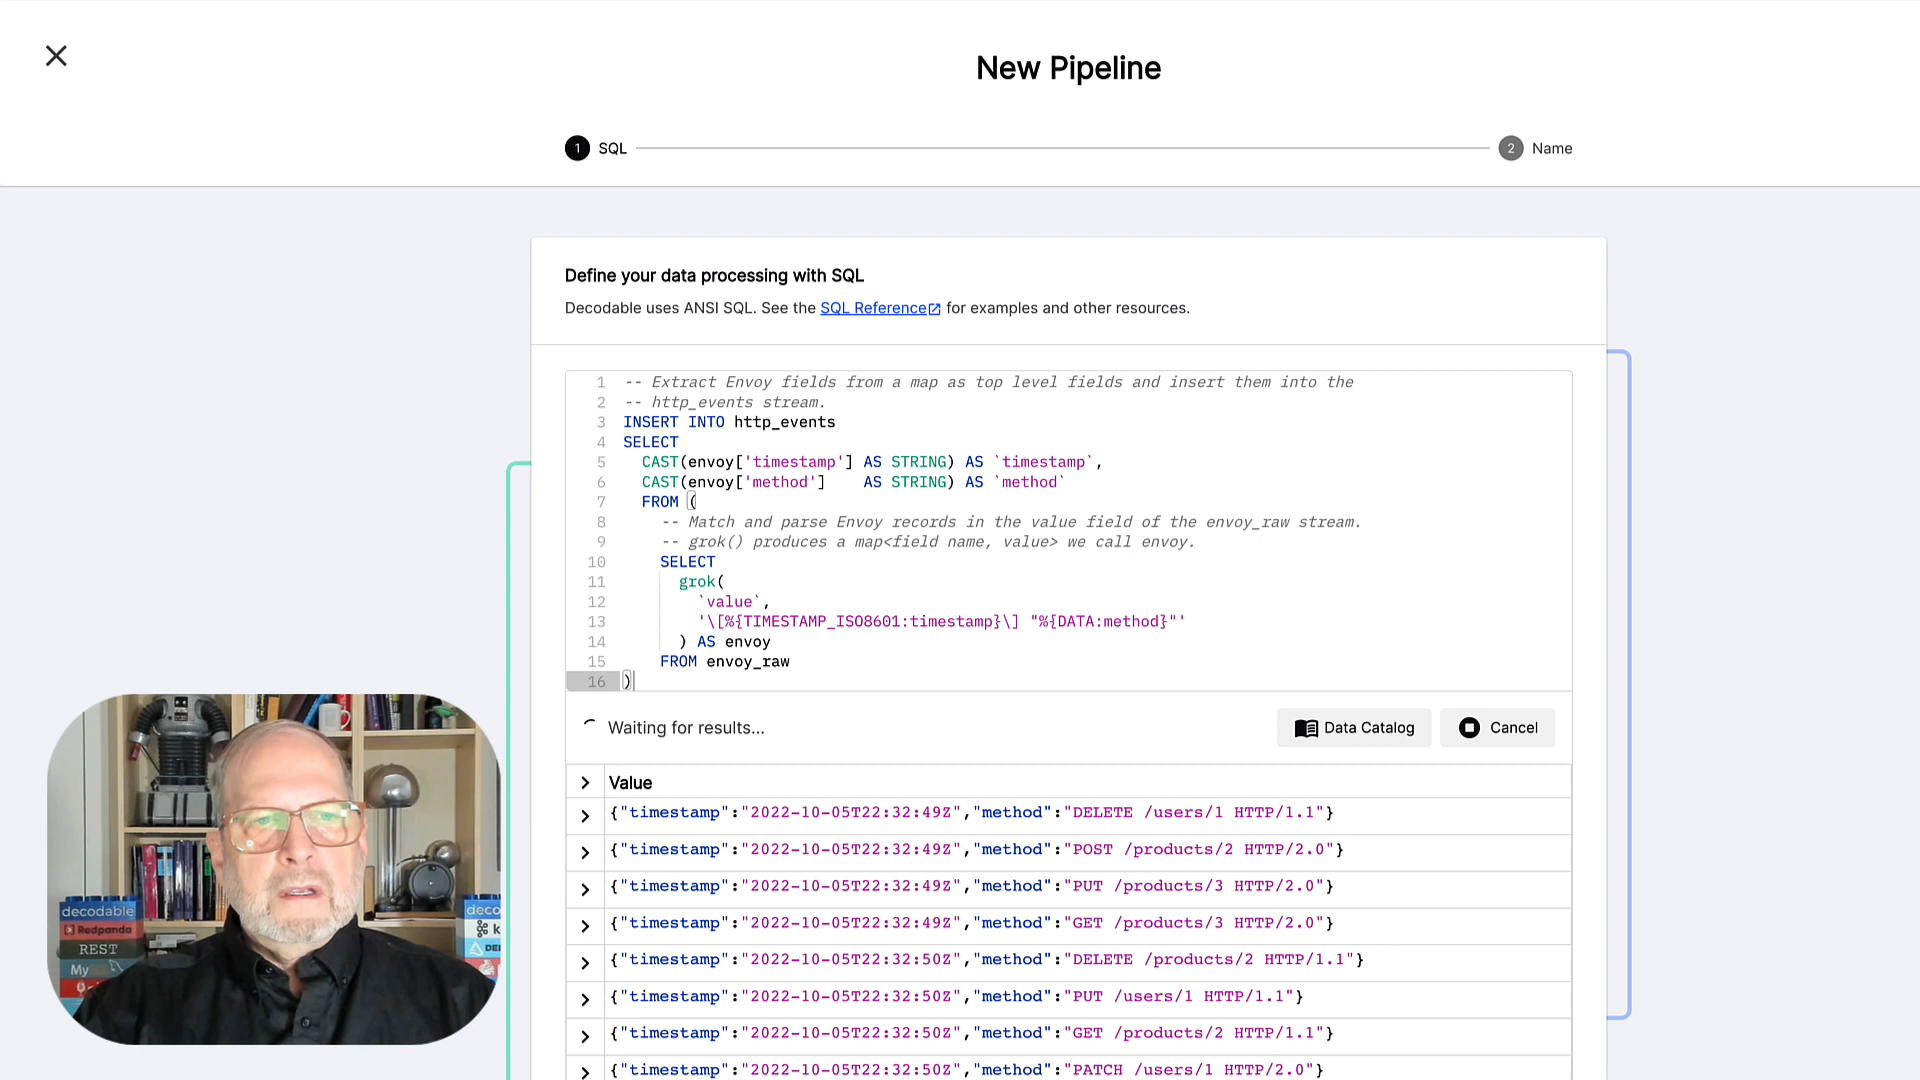 New Pipeline
1 SQL
2 Name
Define your data processing with SQL
Decodable uses ANSI SQL. See the SQL Reference for examples and other resources.
1 -- Extract Envoy fields from a map as top level fields and insert them into the
2 -- http_events stream.
3 INSERT INTO http_events
4 SELECT
5 CAST(envoy['timestamp'] AS STRING) AS `timestamp`,
6 CAST(envoy['method'] AS STRING) AS `method`
7 FROM (
8 -- Match and parse Envoy records in the value field of the envoy_raw stream.
9 -- grok() produces a map<field name, value> we call envoy.
10 SELECT
11 grok(
12 `value`,
13 '\[%{TIMESTAMP_ISO8601:timestamp}\] "%{DATA:method}"'
14 ) AS envoy
15 FROM envoy_raw
16 )
Waiting for results...
Data Catalog
Cancel
Value
{"timestamp":"2022-10-05T22:32:49Z","method":"DELETE /users/1 HTTP/1.1"}
{"timestamp":"2022-10-05T22:32:49Z","method":"POST /products/2 HTTP/2.0"}
{"timestamp":"2022-10-05T22:32:49Z","method":"PUT /products/3 HTTP/2.0"}
{"timestamp":"2022-10-05T22:32:49Z","method":"GET /products/3 HTTP/2.0"}
{"timestamp":"2022-10-05T22:32:50Z","method":"DELETE /products/2 HTTP/1.1"}
{"timestamp":"2022-10-05T22:32:50Z","method":"PUT /users/1 HTTP/1.1"}
{"timestamp":"2022-10-05T22:32:50Z","method":"GET /products/2 HTTP/1.1"}
{"timestamp":"2022-10-05T22:32:50Z","method":"PATCH /users/1 HTTP/2.0"}
decodable
Redpanda
REST
My
deco
k
DE